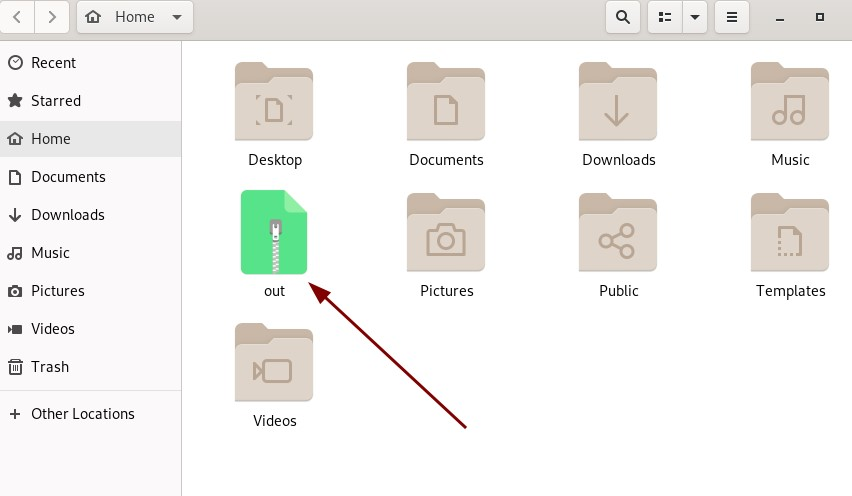 Home
Recent
Starred
Home
Documents
Downloads
Music
Pictures
Videos
Trash
Other Locations
Desktop
Documents
Downloads
Music
out
Pictures
Public
Templates
Videos